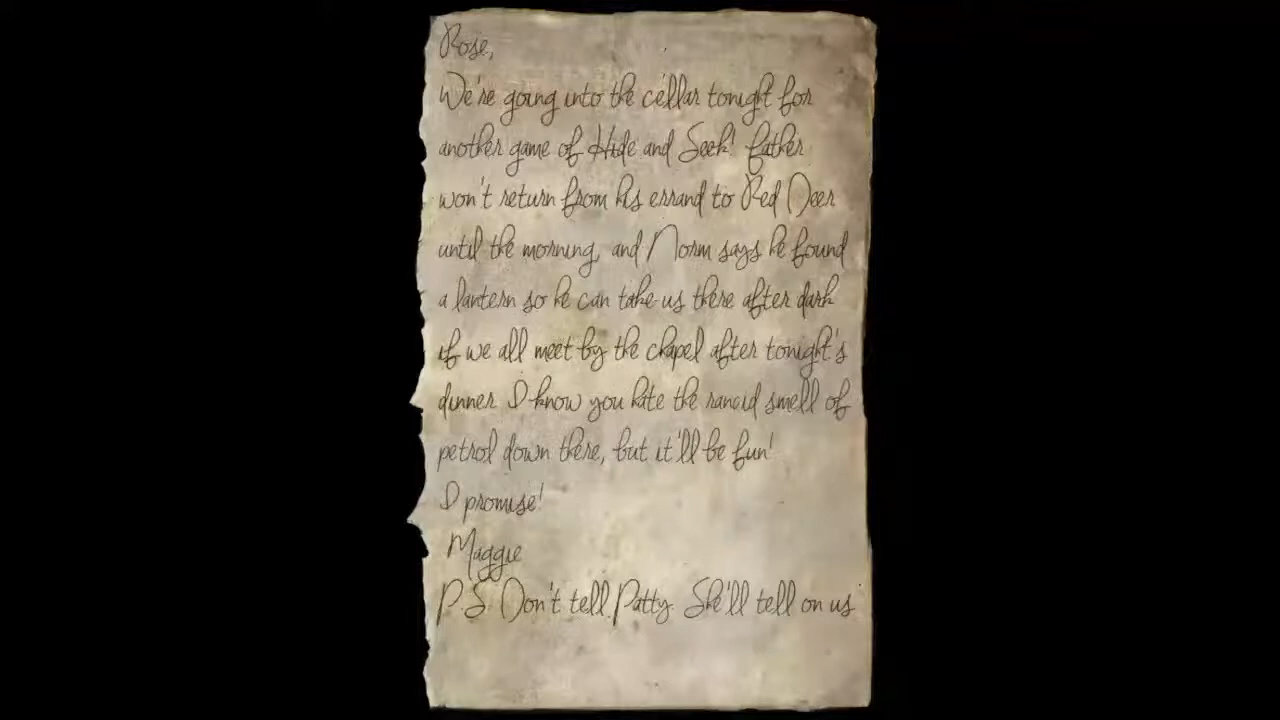 Rose,
We're going into the cellar tonight for
another game of Hide and Seek! Father
won't return from his errand to Red Deer
until the morning, and Norm says he found
a lantern so he can take us there after dark
if we all meet by the chapel after tonight's
dinner. I know you hate the rancid smell of
petrol down there, but it'll be fun!
I promise!
Maggie
P.S. Don't tell Patty. She'll tell on us